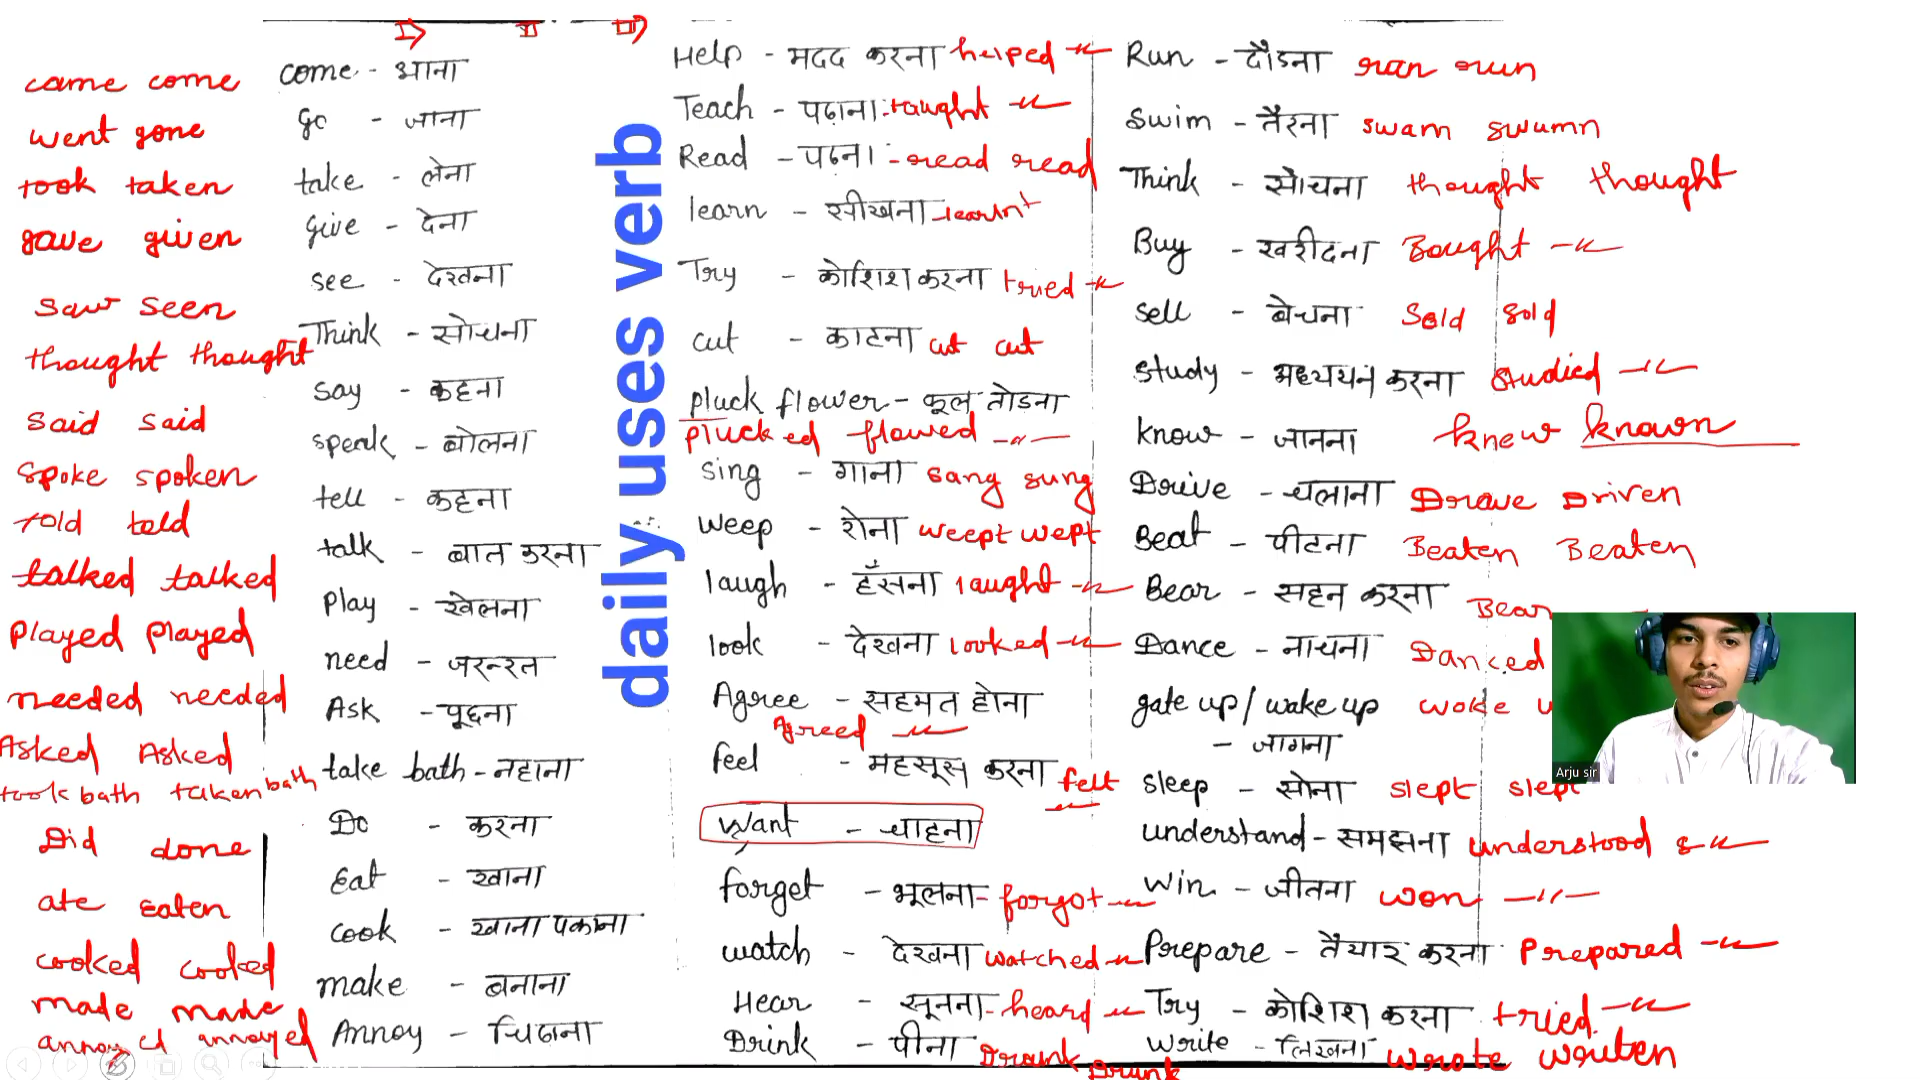 I II III
came come come - आना
went gone Go - जाना
took taken take - लेना
gave given Give - देना
saw seen see - देखना
thought thought Think - सोचना
said said say - कहना
spoke spoken speak - बोलना
told told tell - कहना
talked talked talk - बात करना
played played Play - खेलना
needed needed need - जरूरत
Asked Asked Ask - पूछना
took bath taken bath take bath - नहाना
Did done Do - करना
ate Eaten Eat - खाना
cooked cooked cook - खाना पकाना
made made make - बनाना
annoyed annoyed Annoy - चिढाना
daily uses verb
Help - मदद करना helped -"-
Teach - पढाना - taught -"-
Read - पढना - read read
learn - सीखना - learnt
Try - कोशिश करना tried -"-
cut - काटना cut cut
pluck flower - फूल तोडना
plucked flawed -"-
sing - गाना sang sung
weep - रोना weept wept
laugh - हँसना laught -"-
look - देखना looked -"-
Agree - सहमत होना
Agreed -"-
feel - महसूस करना felt -"-
Want - चाहना
forget - भूलना - forgot -"-
watch - देखना watched -"-
Hear - सूनना - heard -"-
Drink - पीना Drank Drunk
Run - दौडना ran run
Swim - तैरना swam swumn
Think - सोचना thought thought
Buy - खरीदना Bought -"-
Sell - बेचना Sold Sold
Study - अध्ययन करना studied -"-
know - जानना knew known
Drive - चलाना Drave Driven
Beat - पीटना Beaten Beaten
Bear - सहन करना
Dance - नाचना Danced
gate up / wake up woke
- जागना
sleep - सोना slept slept
understand - समझना understood -"-
Win - जीतना won -"-
Prepare - तैयार करना Prepared -"-
Try - कोशिश करना tried -"-
Write - लिखना wrote
Arju sir